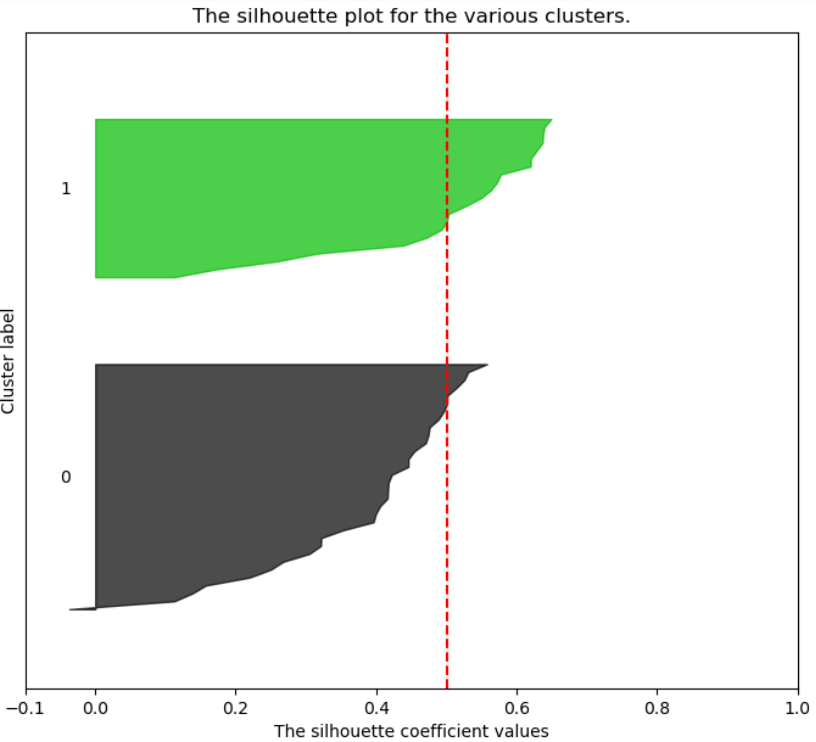 The silhouette plot for the various clusters.
1
0
Cluster label
−0.1 0.0 0.2 0.4 0.6 0.8 1.0
The silhouette coefficient values